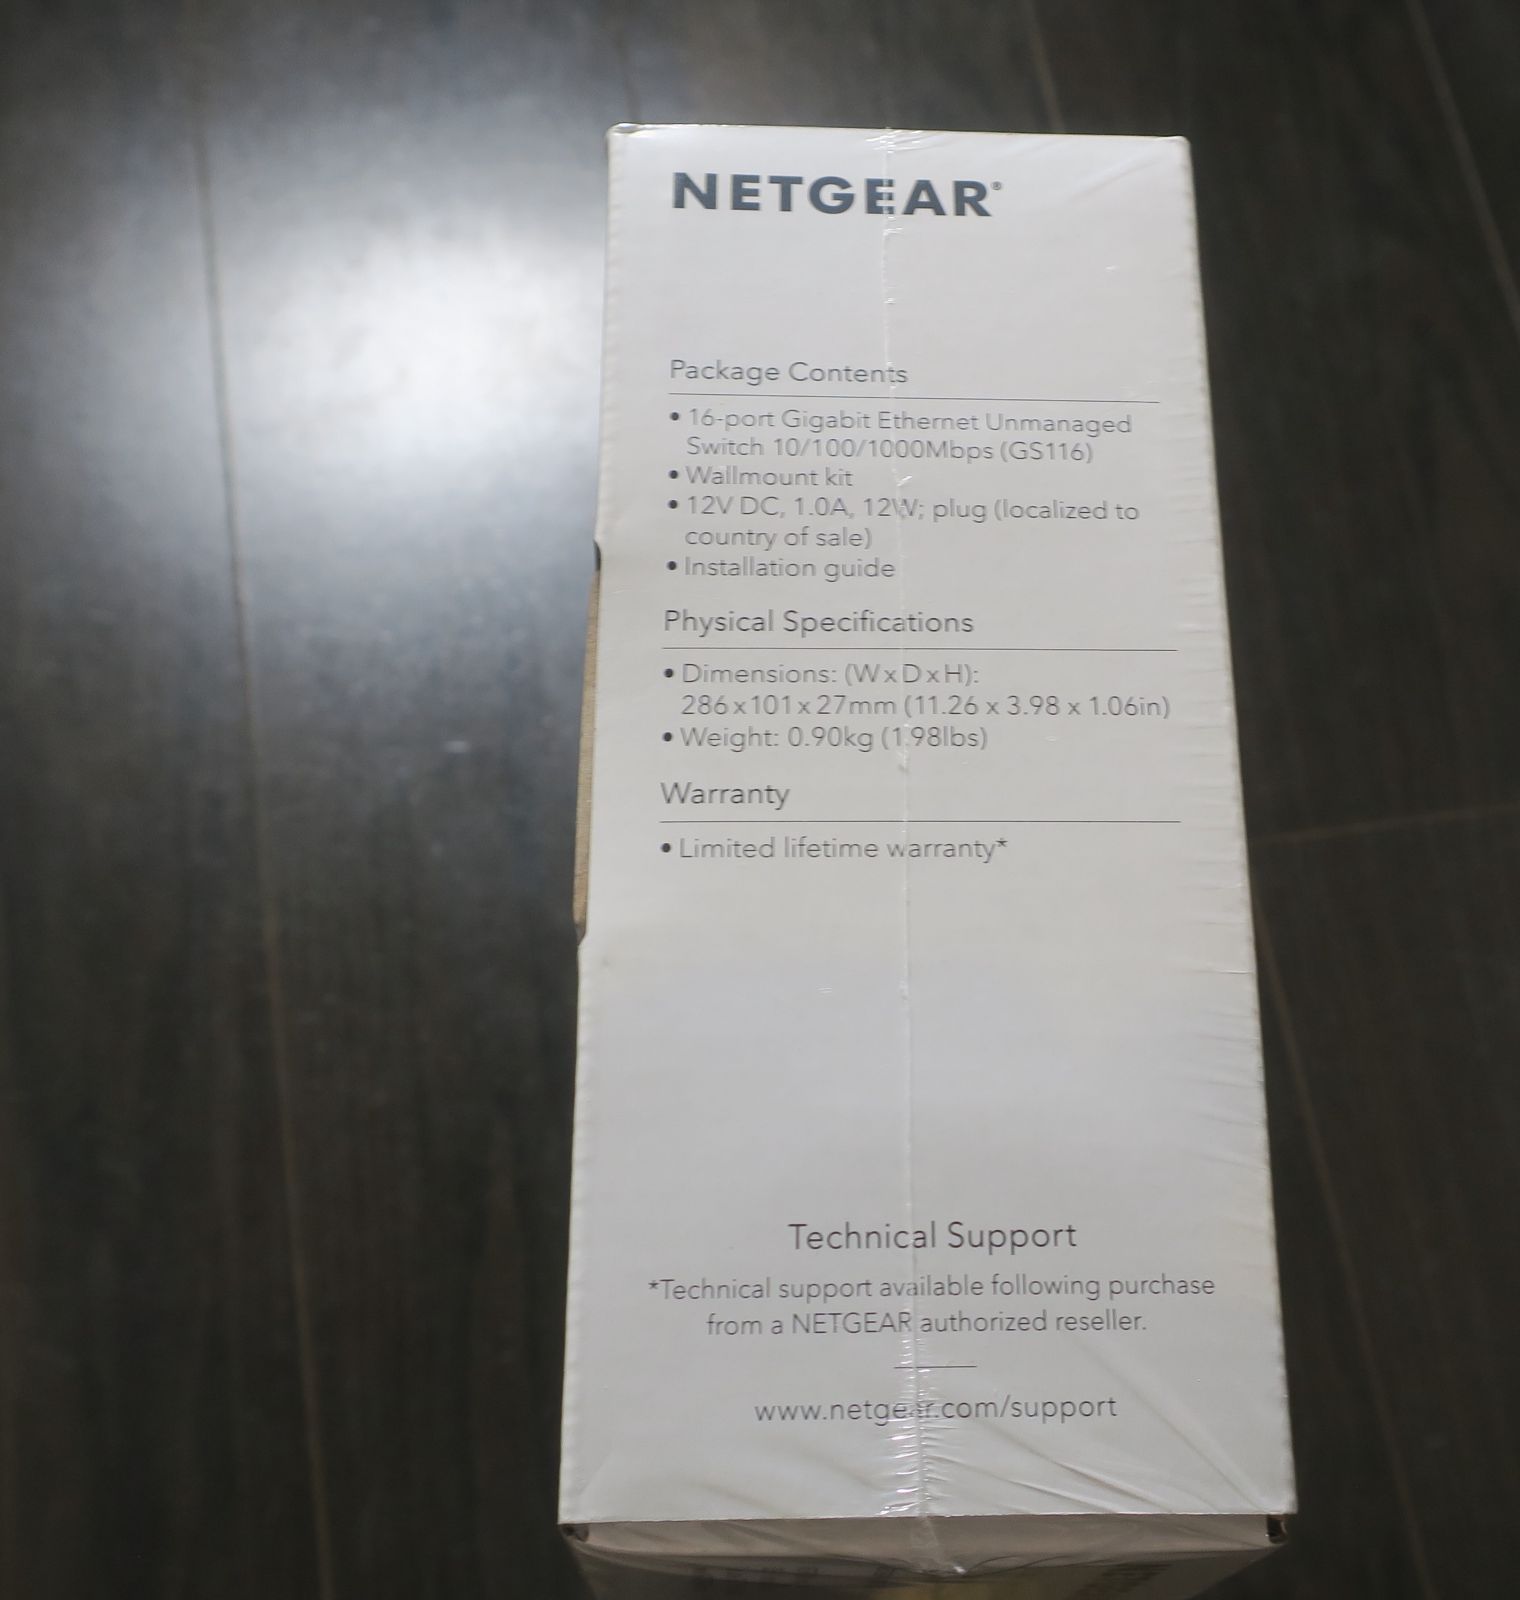 NETGEAR®
Package Contents
• 16-port Gigabit Ethernet Unmanaged
Switch 10/100/1000Mbps (GS116)
• Wallmount kit
• 12V DC, 1.0A, 12W; plug (localized to
country of sale)
• Installation guide
Physical Specifications
• Dimensions: (W x D x H):
286 x 101 x 27mm (11.26 x 3.98 x 1.06in)
• Weight: 0.90kg (1.98lbs)
Warranty
• Limited lifetime warranty*
Technical Support
*Technical support available following purchase
from a NETGEAR authorized reseller.
www.netgear.com/support